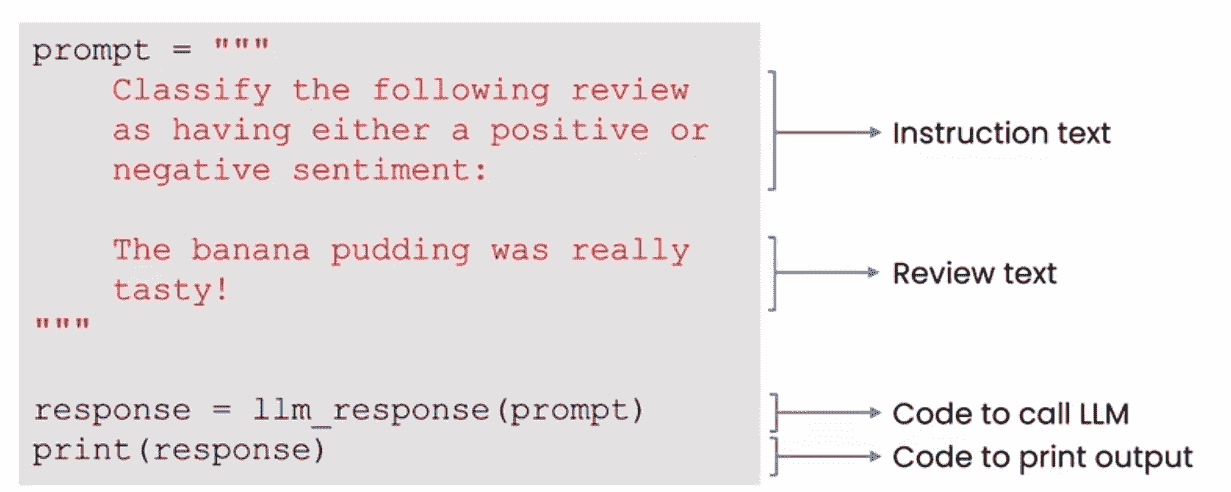 prompt = """
Classify the following review
as having either a positive or
negative sentiment:
Instruction text
The banana pudding was really
tasty!
Review text
"""
response = llm_response(prompt)
Code to call LLM
print(response)
Code to print output